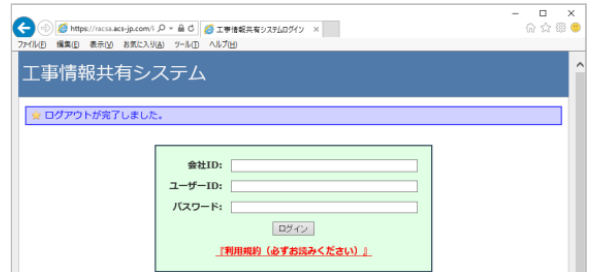 https://racsa.acs-jp.com/
工事情報共有システムログイン
ファイル(F) 編集(E) 表示(V) お気に入り(A) ツール(T) ヘルプ(H)
工事情報共有システム
ログアウトが完了しました。
会社ID:
ユーザーID:
パスワード:
ログイン
『利用規約（必ずお読みください）』